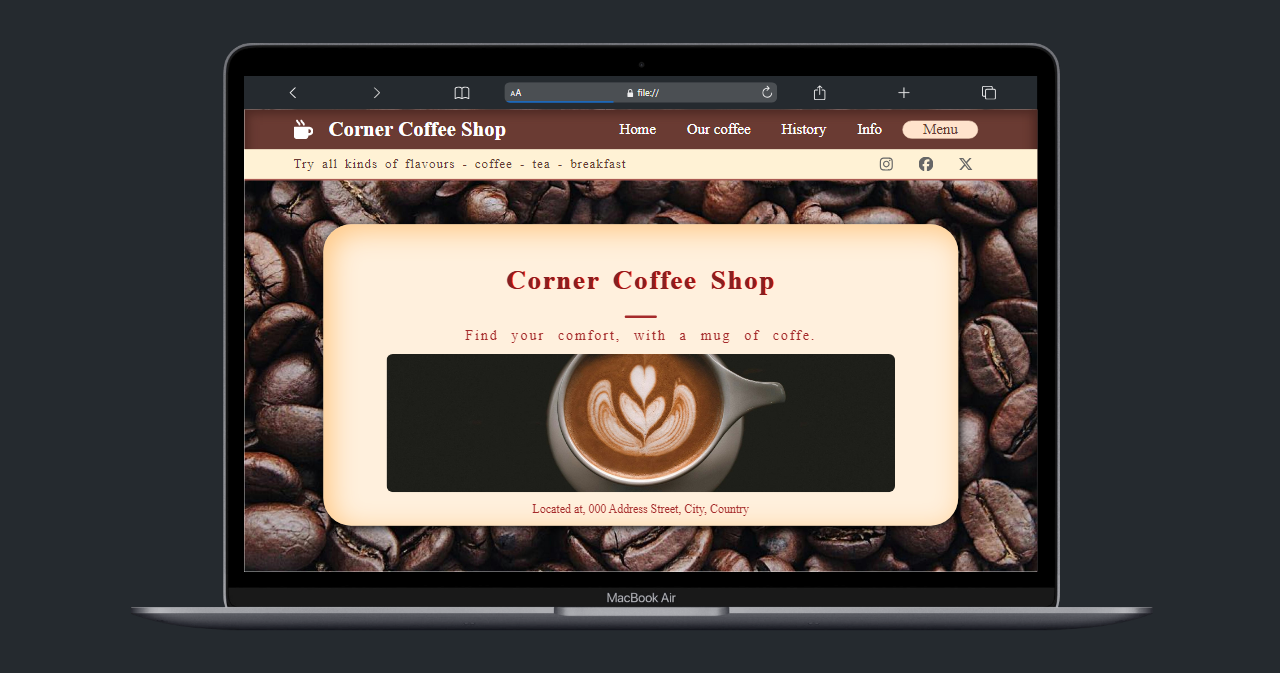 AA file://
Corner Coffee Shop Home Our coffee History Info Menu
Try all kinds of flavours - coffee - tea - breakfast
Corner Coffee Shop
Find your comfort, with a mug of coffe.
Located at, 000 Address Street, City, Country
MacBook Air